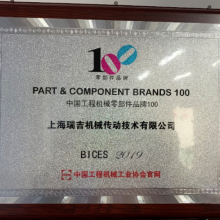 100
零部件品牌
PART & COMPONENT BRANDS 100
中国工程机械零部件品牌100
上海瑞吉机械传动技术有限公司
BICES 2019
中国工程机械工业协会官网